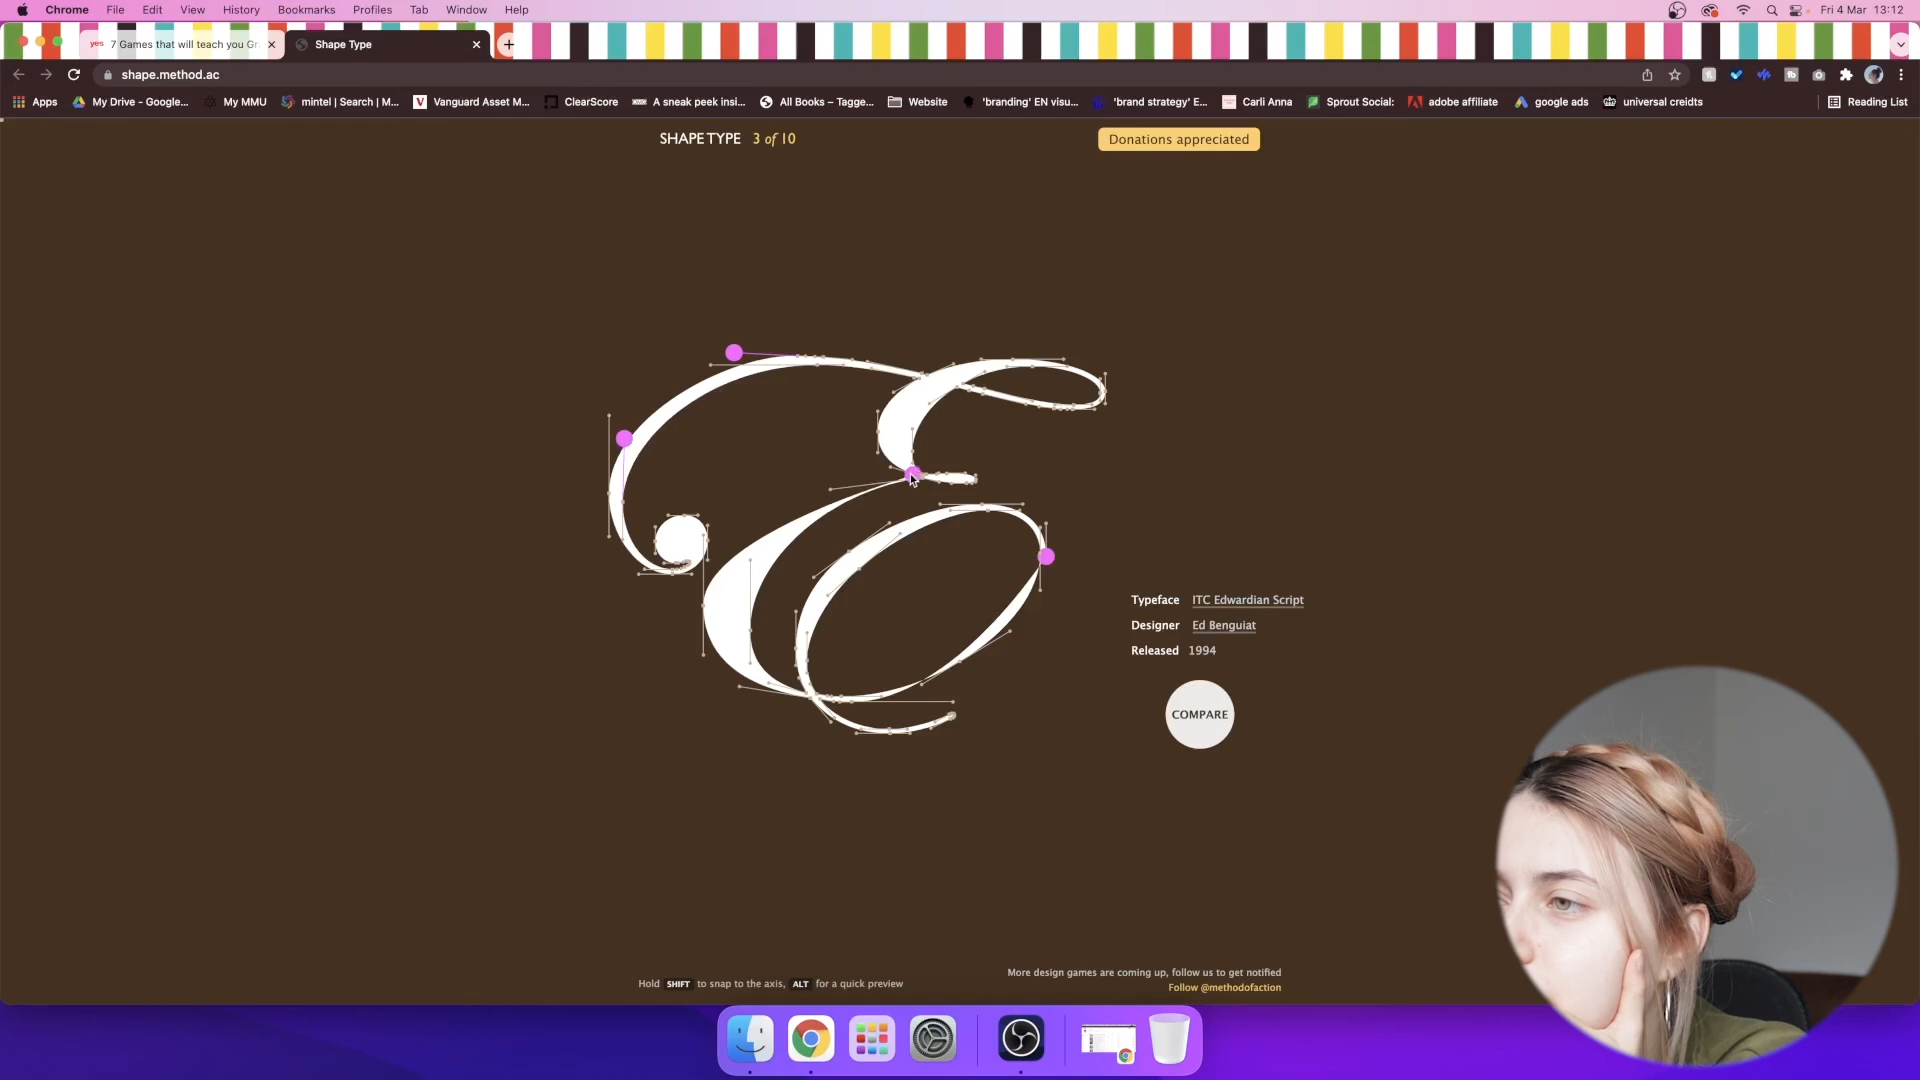 Chrome File Edit View History Bookmarks Profiles Tab Window Help Fri 4 Mar 13:12
yes 7 Games that will teach you Gr Shape Type
shape.method.ac
Apps My Drive - Google... My MMU mintel | Search | M... Vanguard Asset M... ClearScore A sneak peek insi... All Books – Tagge... Website 'branding' EN visu... 'brand strategy' E... Carli Anna Sprout Social: adobe affiliate google ads universal creidts Reading List
SHAPE TYPE 3 of 10 Donations appreciated
E
Typeface ITC Edwardian Script
Designer Ed Benguiat
Released 1994
COMPARE
Hold SHIFT to snap to the axis, ALT for a quick preview
More design games are coming up, follow us to get notified
Follow @methodofaction